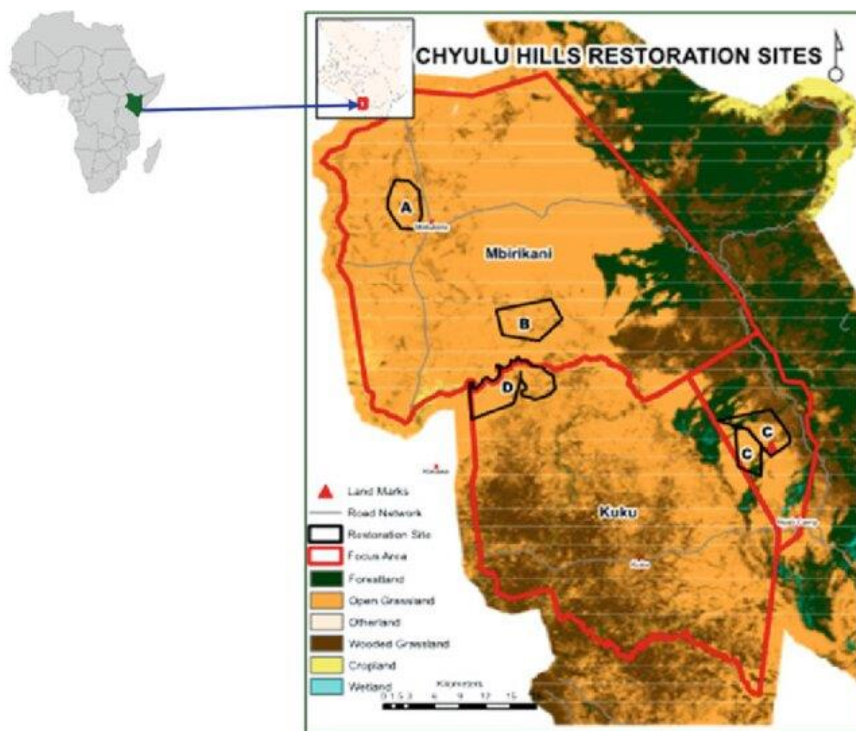 CHYULU HILLS RESTORATION SITES
A
Mbirikani
B
D
C
C
Kuku
Land Marks
Road Network
Restoration Site
Focus Area
Forestland
Open Grassland
Otherland
Wooded Grassland
Cropland
Wetland
Kilometers